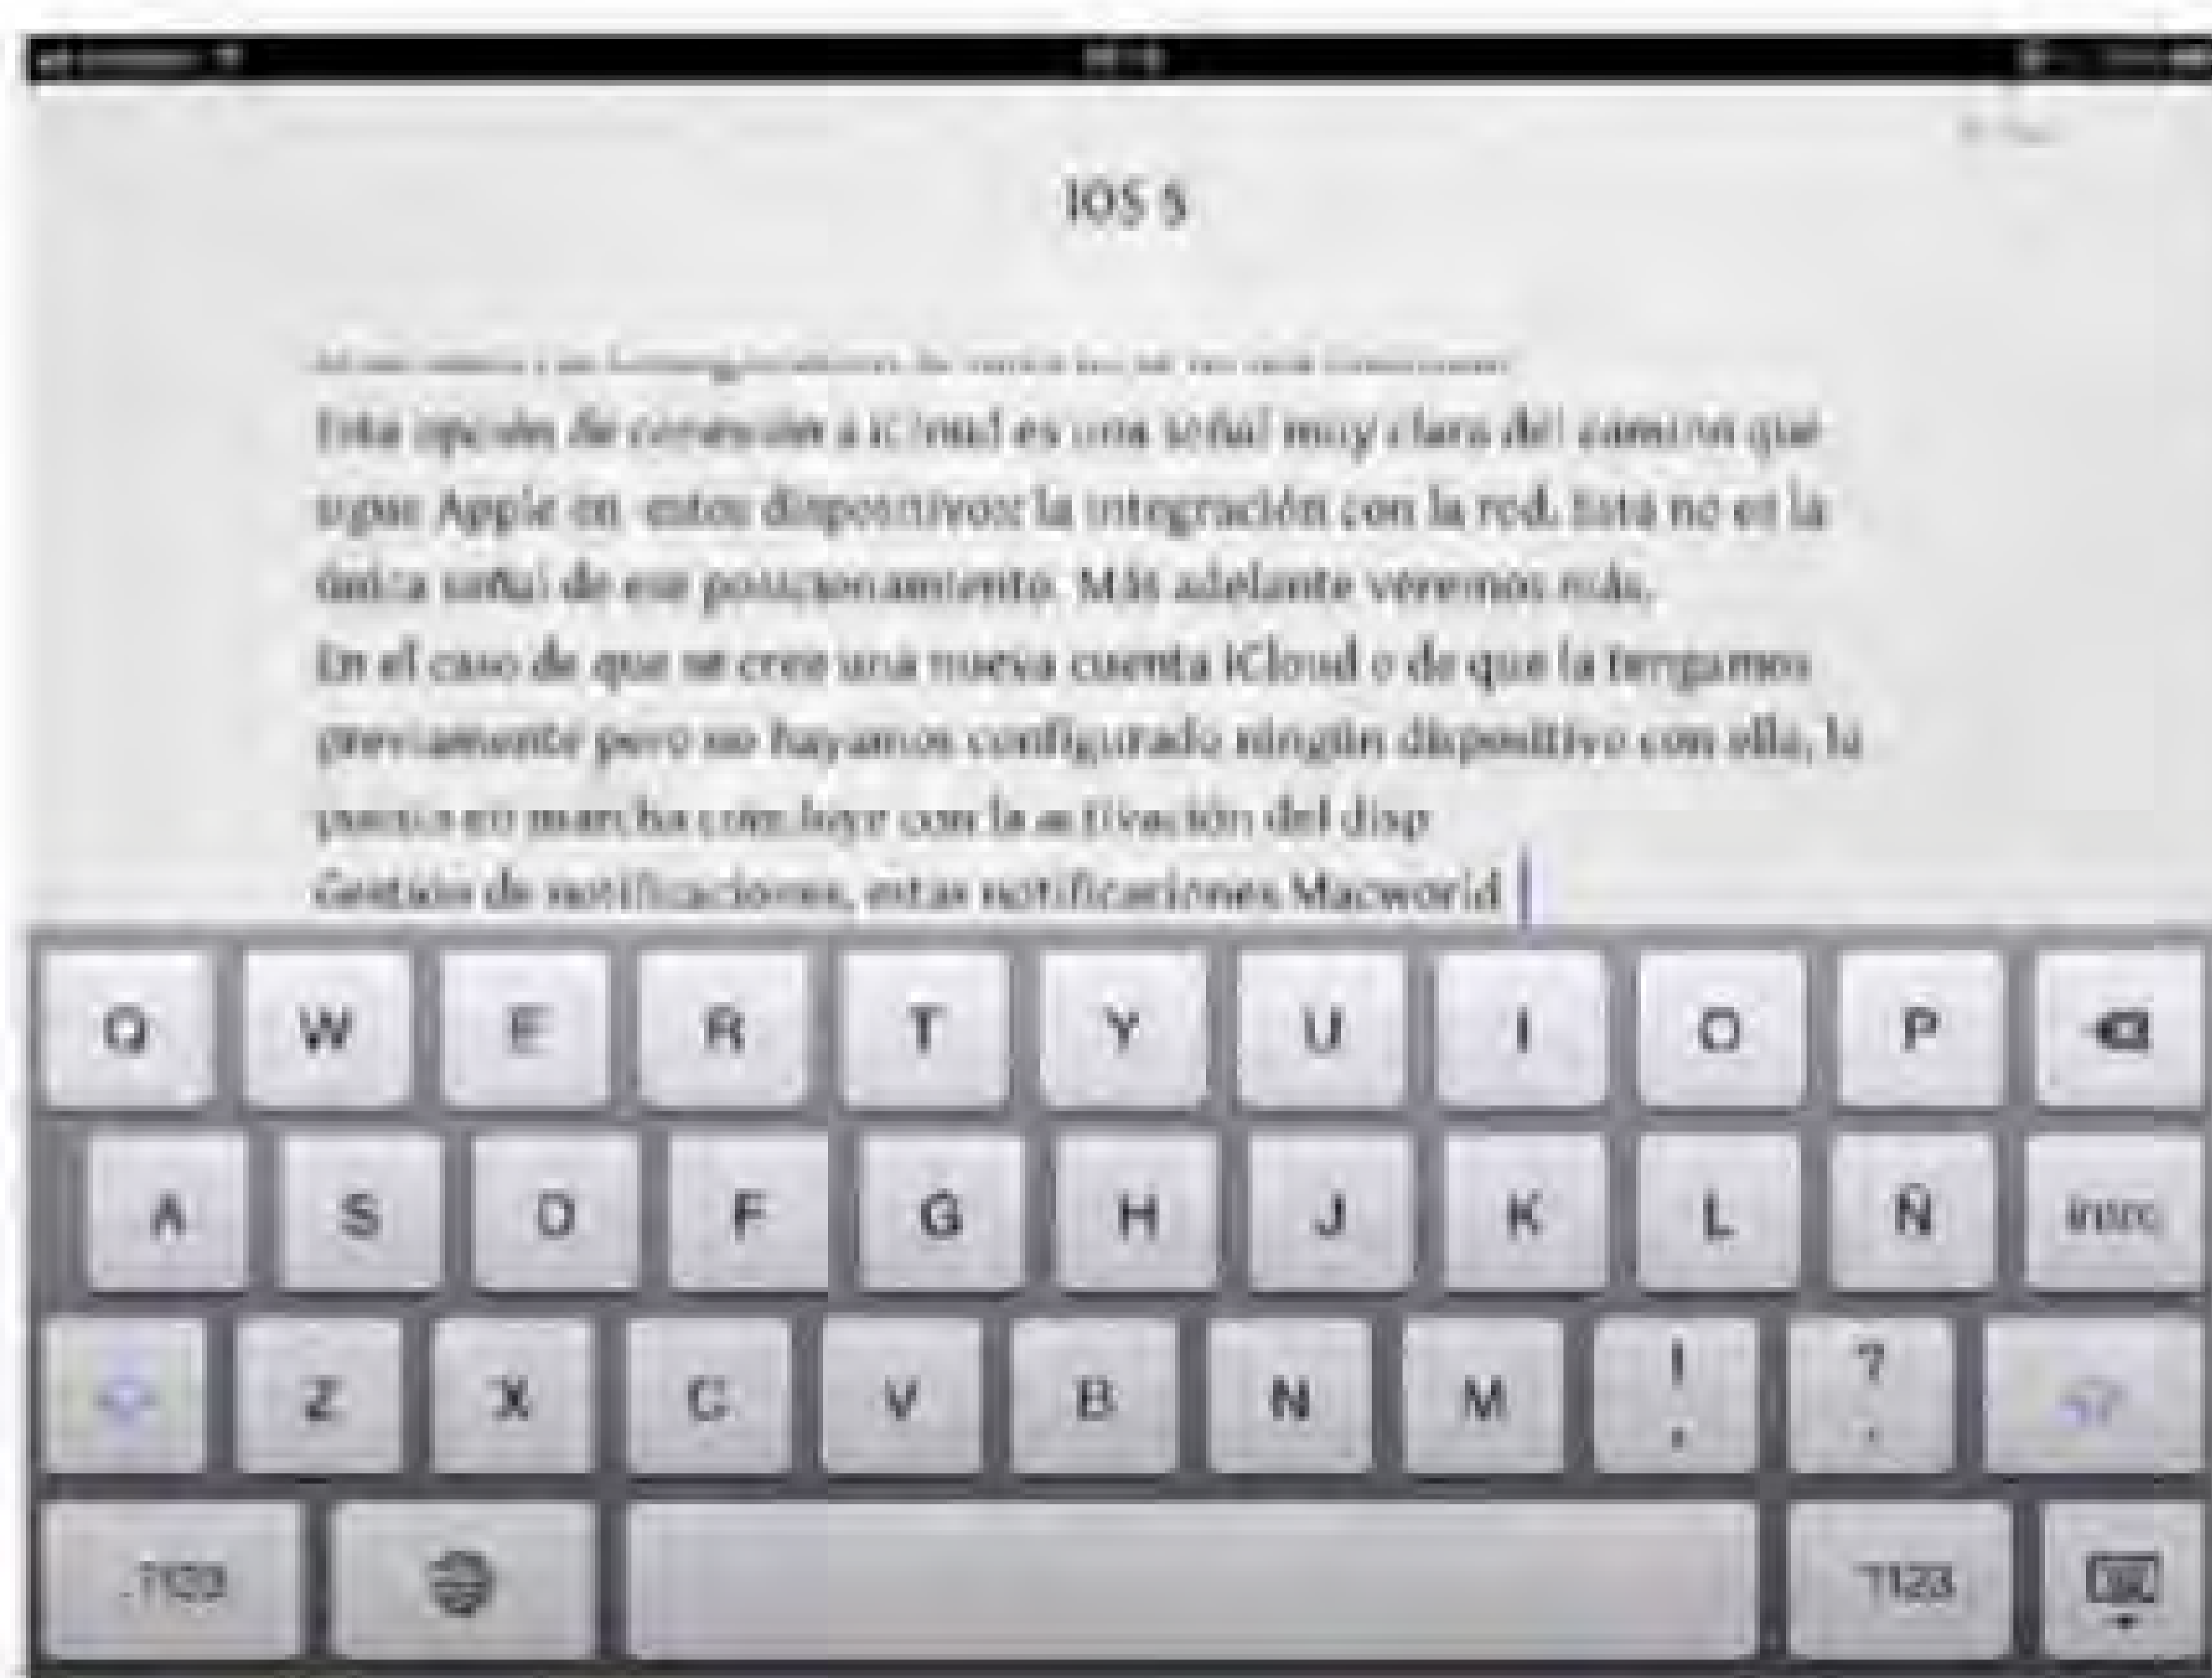 iOS 5
Esta opción de conexión a iCloud es una señal muy clara del camino que
sigue Apple en estos dispositivos: la integración con la red. Esta no es la
única señal de ese posicionamiento. Más adelante veremos más.
En el caso de que se cree una nueva cuenta iCloud o de que la tengamos
previamente pero no hayamos configurado ningún dispositivo con ella, la
puesta en marcha concluye con la activación del disp
Gestión de notificaciones, estas notificaciones Macworld
Q W E R T Y U I O P
A S D F G H J K L Ñ intro
Z X C V B N M ! , ? .
.?123 .?123